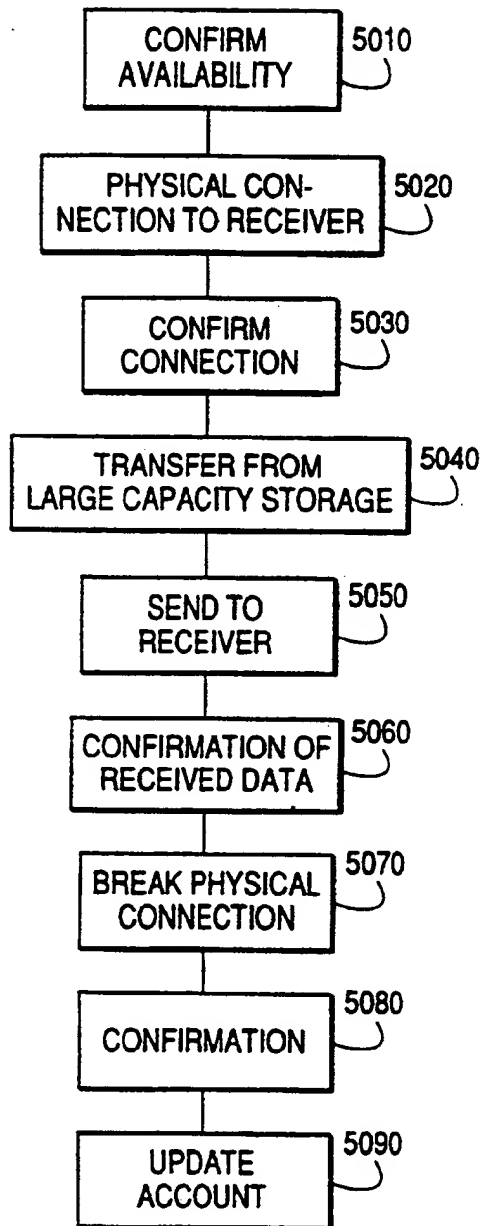 CONFIRM
AVAILABILITY
5010
PHYSICAL CON-
NECTION TO RECEIVER
5020
CONFIRM
CONNECTION
5030
TRANSFER FROM
LARGE CAPACITY STORAGE
5040
SEND TO
RECEIVER
5050
CONFIRMATION OF
RECEIVED DATA
5060
BREAK PHYSICAL
CONNECTION
5070
CONFIRMATION
5080
UPDATE
ACCOUNT
5090